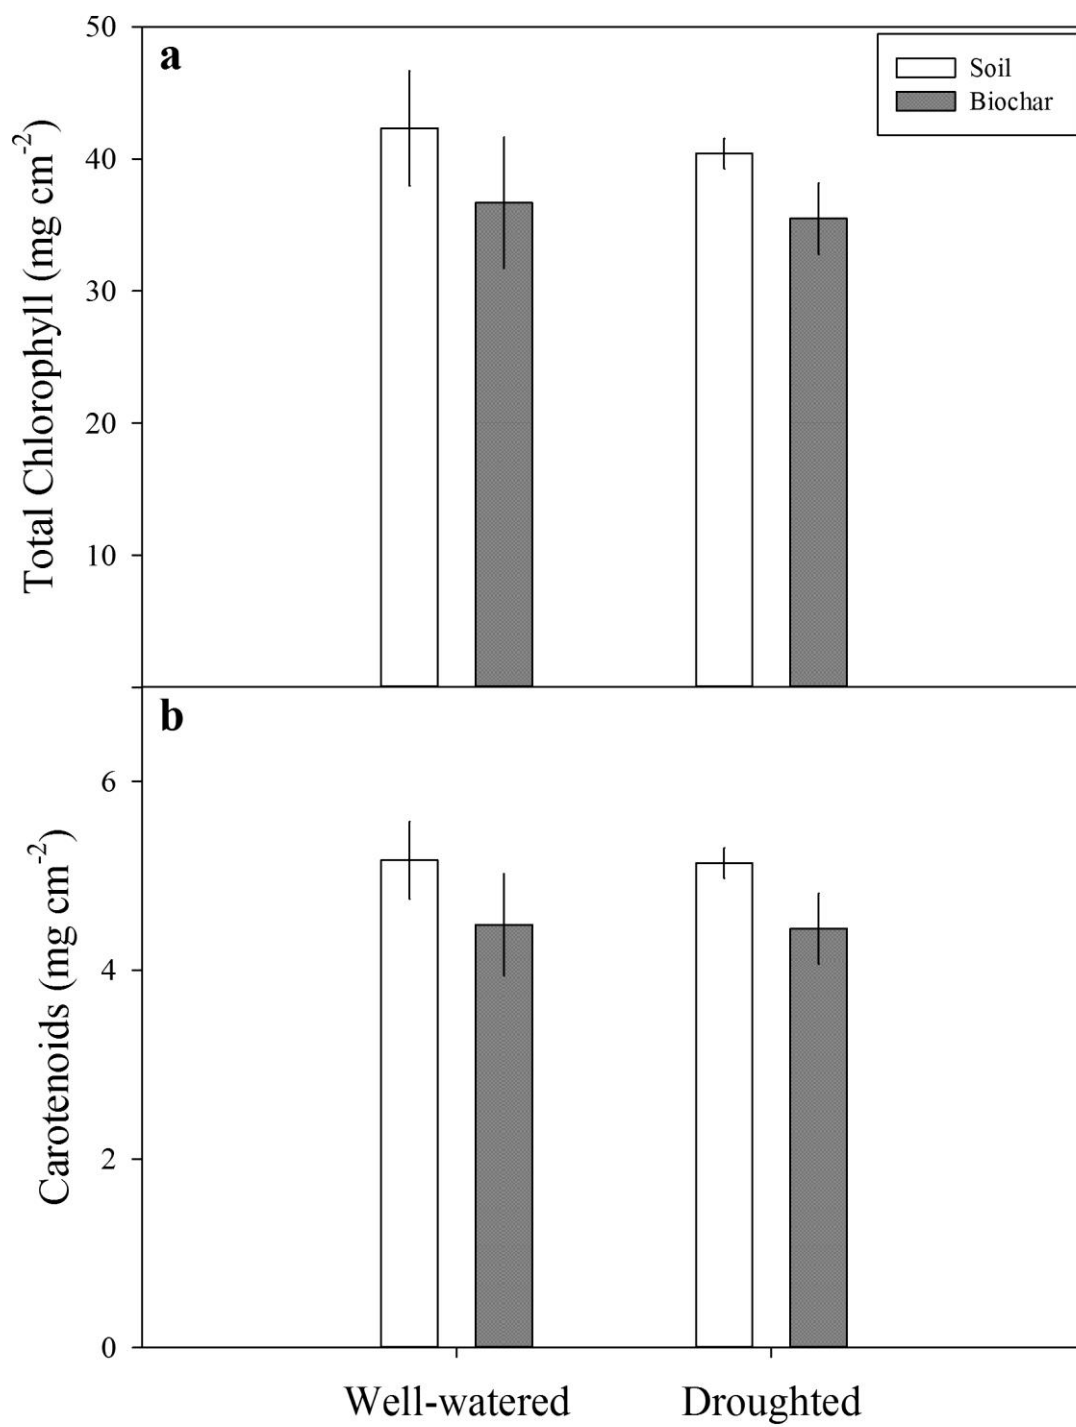 a
Soil
Biochar
Total Chlorophyll (mg cm-2)
50
40
30
20
10
b
Carotenoids (mg cm-2)
6
4
2
0
Well-watered
Droughted